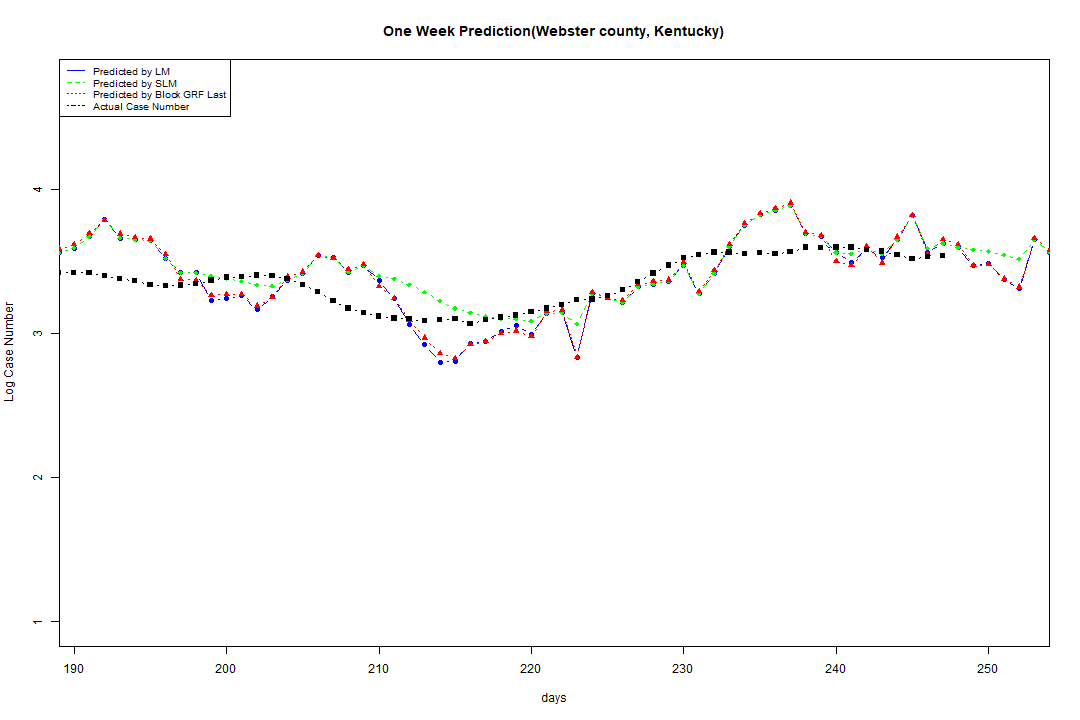 One Week Prediction(Webster county, Kentucky)
Predicted by LM
Predicted by SLM
Predicted by Block GRF Last
Actual Case Number
Log Case Number
4
3
2
1
190 200 210 220 230 240 250
days